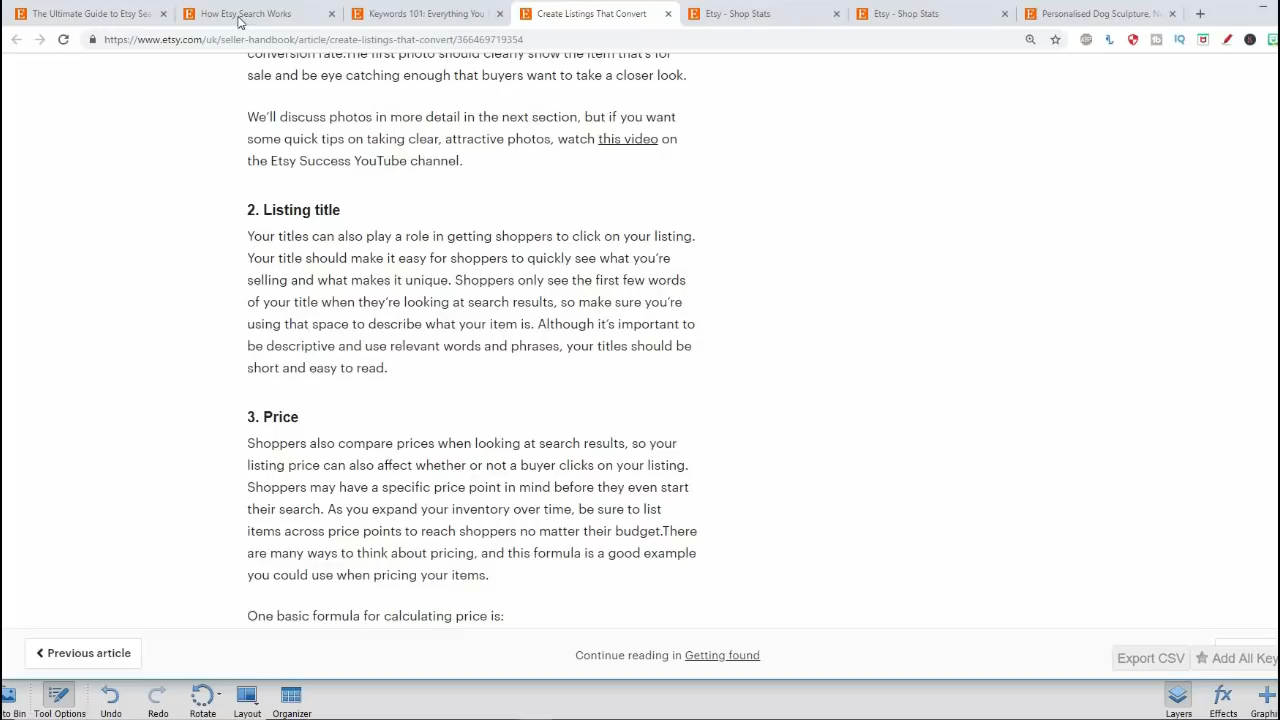 The Ultimate Guide to Etsy Sea
How Etsy Search Works
Keywords 101: Everything You
Create Listings That Convert
Etsy - Shop Stats
Etsy - Shop Stats
Personalised Dog Sculpture, N
https://www.etsy.com/uk/seller-handbook/article/create-listings-that-convert/366469719354
conversion rate.The first photo should clearly show the item that's for
sale and be eye catching enough that buyers want to take a closer look.
We'll discuss photos in more detail in the next section, but if you want
some quick tips on taking clear, attractive photos, watch this video on
the Etsy Success YouTube channel.
2. Listing title
Your titles can also play a role in getting shoppers to click on your listing.
Your title should make it easy for shoppers to quickly see what you're
selling and what makes it unique. Shoppers only see the first few words
of your title when they're looking at search results, so make sure you're
using that space to describe what your item is. Although it's important to
be descriptive and use relevant words and phrases, your titles should be
short and easy to read.
3. Price
Shoppers also compare prices when looking at search results, so your
listing price can also affect whether or not a buyer clicks on your listing.
Shoppers may have a specific price point in mind before they even start
their search. As you expand your inventory over time, be sure to list
items across price points to reach shoppers no matter their budget.There
are many ways to think about pricing, and this formula is a good example
you could use when pricing your items.
One basic formula for calculating price is:
Previous article
Continue reading in Getting found
Export CSV
Add All Key
to Bin
Tool Options
Undo
Redo
Rotate
Layout
Organizer
Layers
Effects
Graphi